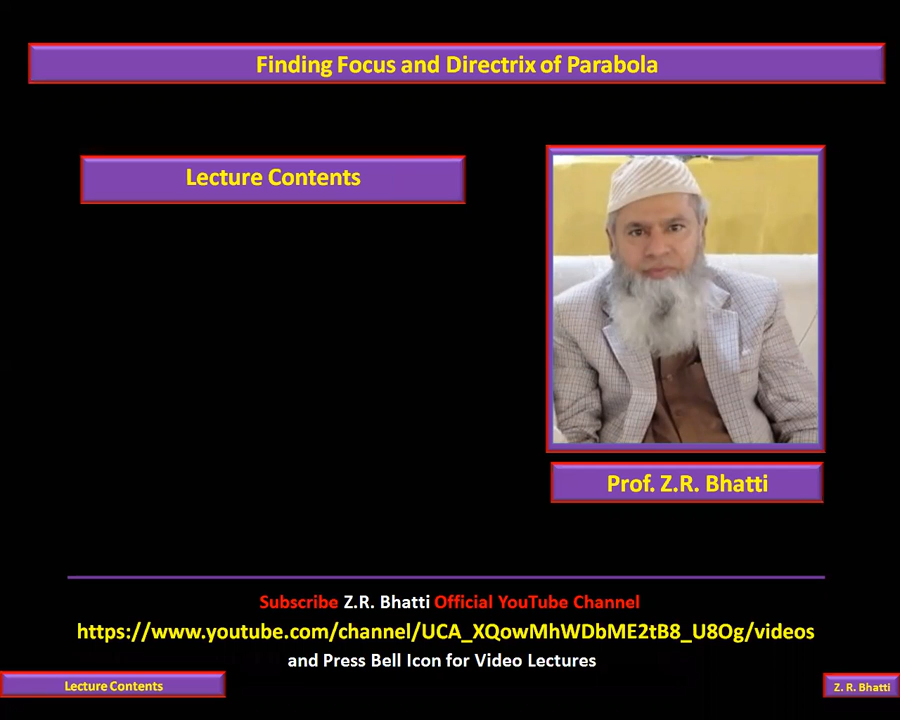 Finding Focus and Directrix of Parabola
Lecture Contents
Prof. Z.R. Bhatti
Subscribe Z.R. Bhatti Official YouTube Channel
https://www.youtube.com/channel/UCA_XQowMhWDbME2tB8_U8Og/videos
and Press Bell Icon for Video Lectures
Lecture Contents
Z. R. Bhatti